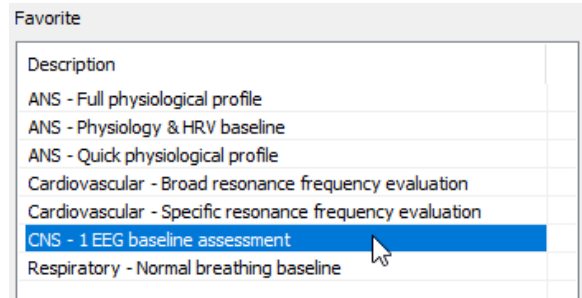 Favorite
Description
ANS - Full physiological profile
ANS - Physiology & HRV baseline
ANS - Quick physiological profile
Cardiovascular - Broad resonance frequency evaluation
Cardiovascular - Specific resonance frequency evaluation
CNS - 1 EEG baseline assessment
Respiratory - Normal breathing baseline